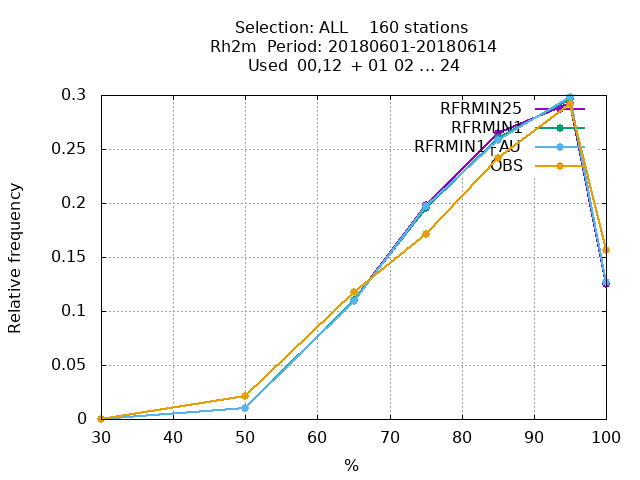 Selection: ALL    160 stations
Rh2m  Period: 20180601-20180614
Used  00,12  + 01 02 ... 24
0.3
RFRMIN25
RFRMIN1
0.25
RFRMIN1+AU
OBS
0.2
0.15
0.1
0.05
0
Relative frequency
30 40 50 60 70 80 90 100
%